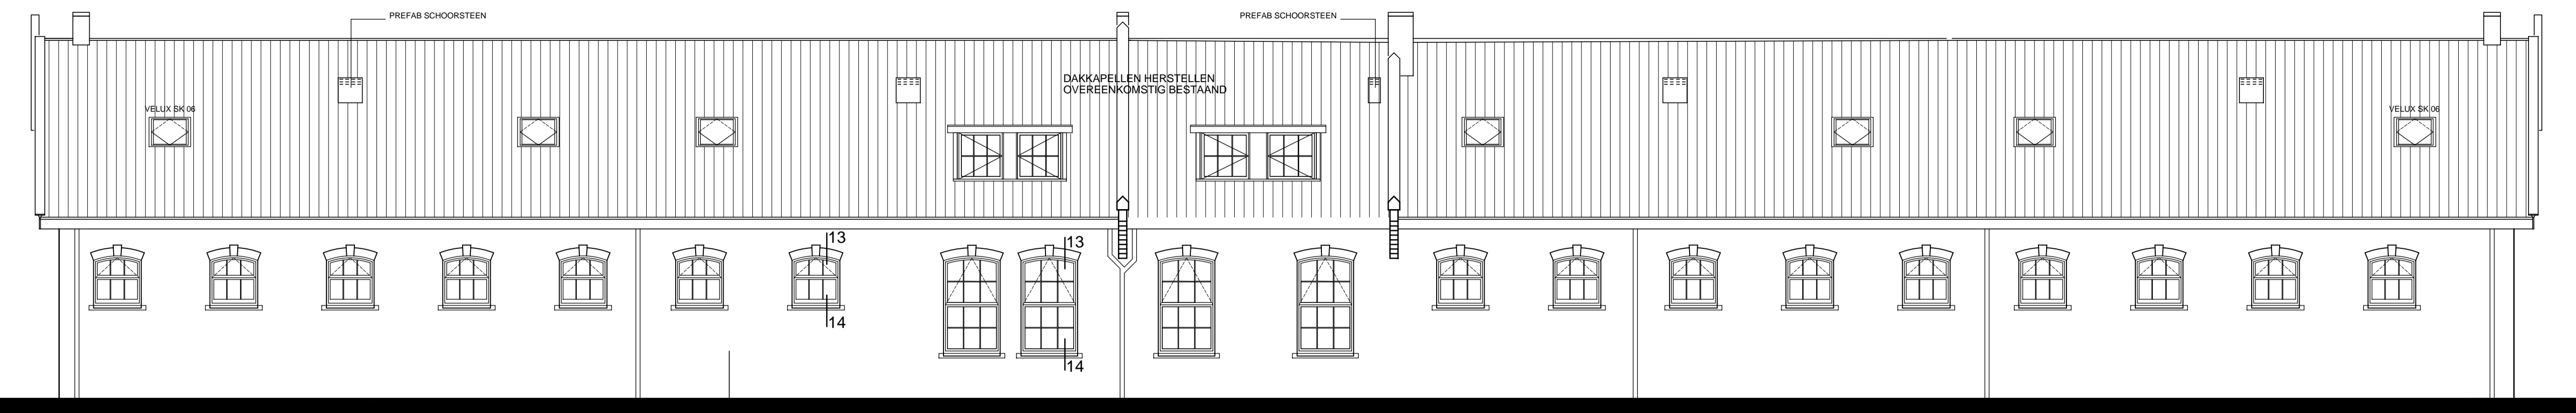 PREFAB SCHOORSTEEN
PREFAB SCHOORSTEEN
DAKKAPELLEN HERSTELLEN
OVEREENKOMSTIG BESTAAND
VELUX SK 06
VELUX SK 06
13
13
14
14